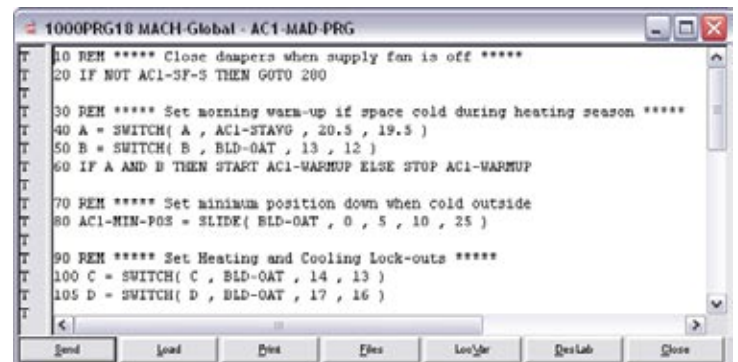 1000PRG18 MACH-Global - AC1-MAD-PRG
10 REM ***** Close dampers when supply fan is off *****
20 IF NOT AC1-SF-S THEN GOTO 280
30 REM ***** Set morning warm-up if space cold during heating season *****
40 A = SWITCH( A , AC1-STAVG , 20.5 , 19.5 )
50 B = SWITCH( B , BLD-OAT , 13 , 12 )
60 IF A AND B THEN START AC1-WARMUP ELSE STOP AC1-WARMUP
70 REM ***** Set minimum position down when cold outside
80 AC1-MIN-POS = SLIDE( BLD-OAT , 0 , 5 , 10 , 25 )
90 REM ***** Set Heating and Cooling Lock-outs *****
100 C = SWITCH( C , BLD-OAT , 14 , 13 )
105 D = SWITCH( D , BLD-OAT , 17 , 16 )
Send Load Print Files LocVar DesLab Close